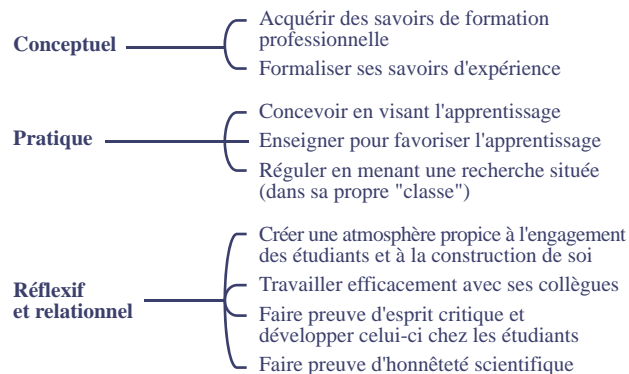 Conceptuel
Acquérir des savoirs de formation
professionnelle
Formaliser ses savoirs d'expérience
Pratique
Concevoir en visant l'apprentissage
Enseigner pour favoriser l'apprentissage
Réguler en menant une recherche située
(dans sa propre "classe")
Réflexif
et relationnel
Créer une atmosphère propice à l'engagement
des étudiants et à la construction de soi
Travailler efficacement avec ses collègues
Faire preuve d'esprit critique et
développer celui-ci chez les étudiants
Faire preuve d'honnêteté scientifique